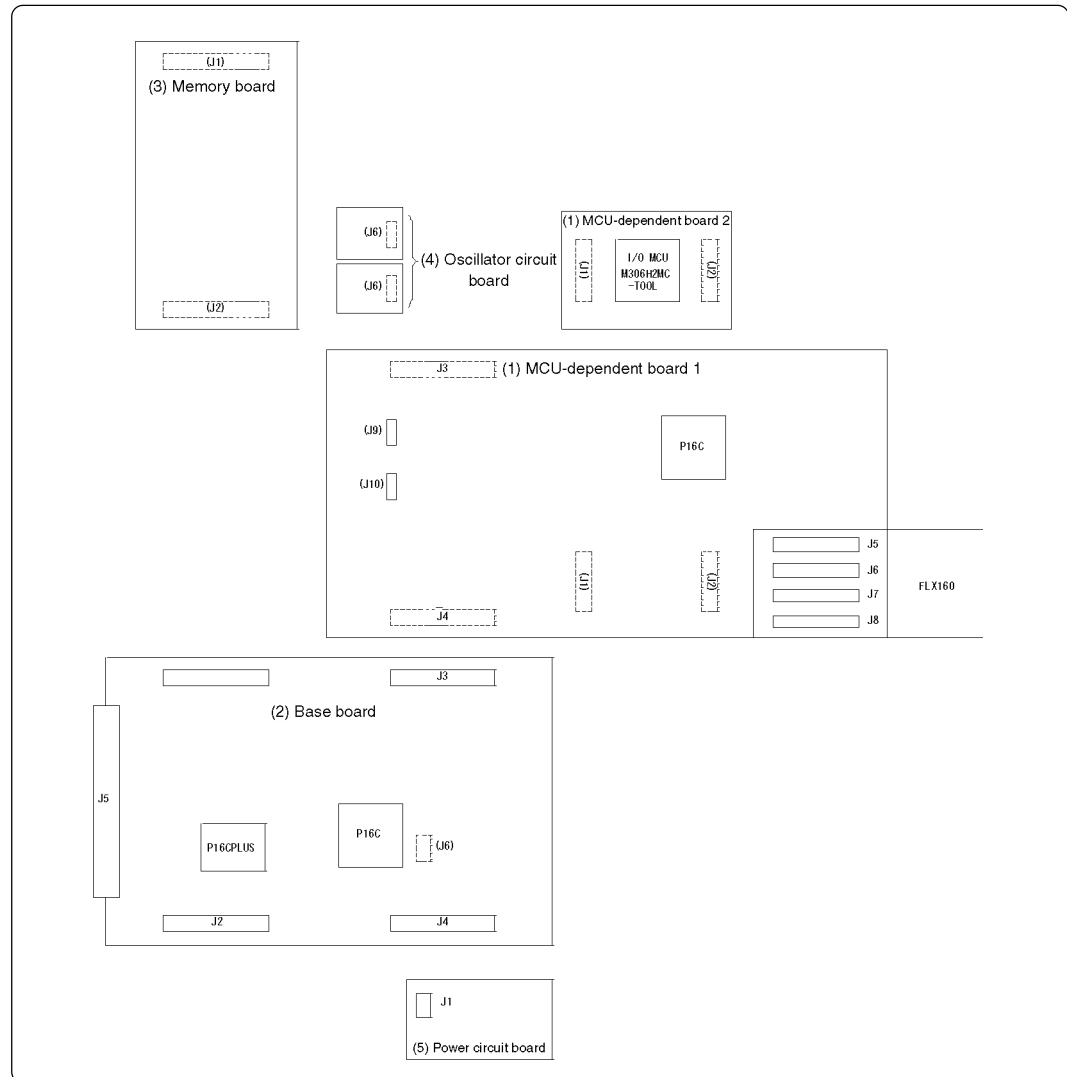 (J1)
(3) Memory board
(J2)
(J6)
(J6)
(4) Oscillator circuit
board
(1) MCU-dependent board 2
(J1)
I/O MCU
M306H2MC
-TOOL
(J2)
J3
(1) MCU-dependent board 1
(J9)
(J10)
P16C
(J1)
(J2)
J4
J5
J6
J7
J8
FLX160
J3
(2) Base board
J5
P16CPLUS
P16C
(J6)
J2
J4
J1
(5) Power circuit board